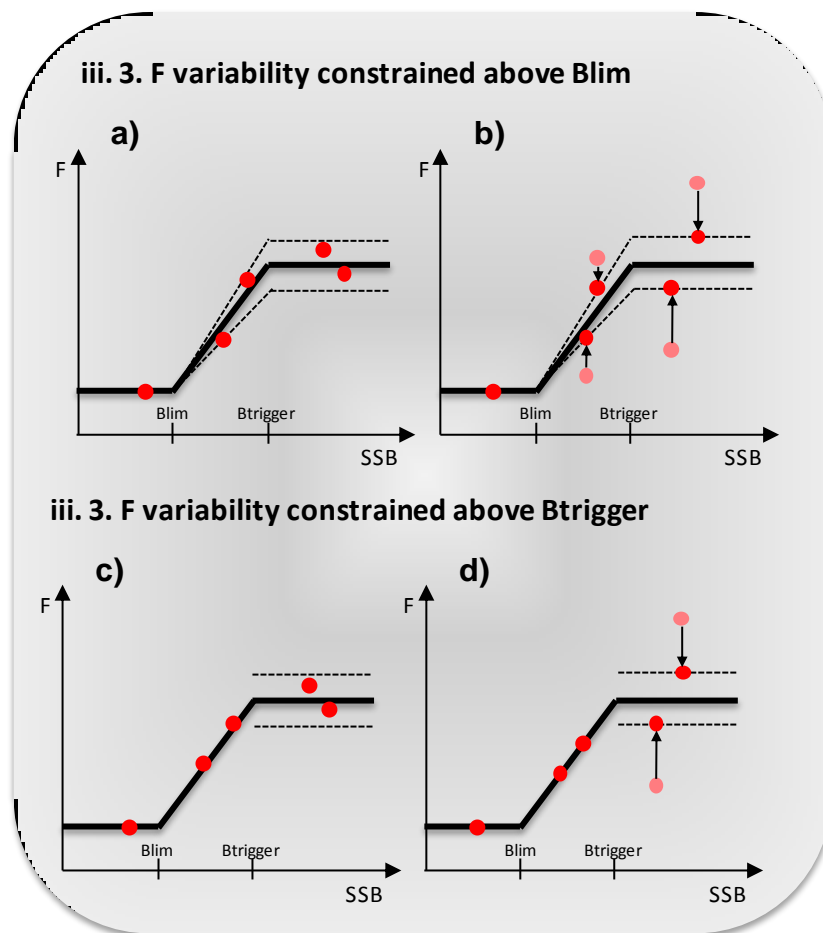 iii. 3. F variability constrained above Blim
a)
b)
F
F
Blim
Btrigger
SSB
Blim
Btrigger
SSB
iii. 3. F variability constrained above Btrigger
c)
d)
F
F
Blim
Btrigger
SSB
Blim
Btrigger
SSB